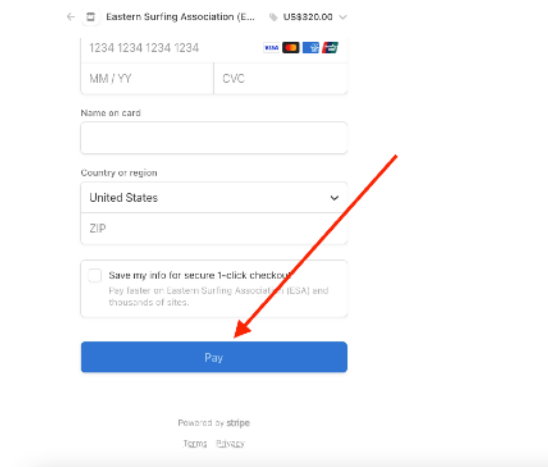 Eastern Surfing Association (E... US$320.00
1234 1234 1234 1234 VISA
MM / YY CVC
Name on card
Country or region
United States
ZIP
Save my info for secure 1-click checkout
Pay faster on Eastern Surfing Association (ESA) and
thousands of sites.
Pay
Powered by stripe
Terms Privacy